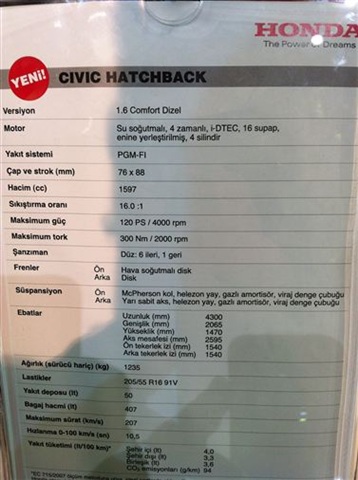 HONDA
The Power of Dreams
YENİ! CIVIC HATCHBACK
Versiyon 1.6 Comfort Dizel
Motor Su soğutmalı, 4 zamanlı, i-DTEC, 16 supap,
enine yerleştirilmiş, 4 silindir
Yakıt sistemi PGM-FI
Çap ve strok (mm) 76 x 88
Hacim (cc) 1597
Sıkıştırma oranı 16.0 :1
Maksimum güç 120 PS / 4000 rpm
Maksimum tork 300 Nm / 2000 rpm
Şanzıman Düz: 6 ileri, 1 geri
Frenler Ön Hava soğutmalı disk
Arka Disk
Süspansiyon Ön McPherson kol, helezon yay, gazlı amortisör, viraj denge çubuğu
Arka Yarı sabit aks, helezon yay, gazlı amortisör, viraj denge çubuğu
Ebatlar Uzunluk (mm) 4300
Genişlik (mm) 2065
Yükseklik (mm) 1470
Aks mesafesi (mm) 2595
Ön tekerlek izi (mm) 1540
Arka tekerlek izi (mm) 1540
Ağırlık (sürücü hariç) (kg) 1235
Lastikler 205/55 R16 91V
Yakıt deposu (lt) 50
Bagaj hacmi (lt) 407
Maksimum sürat (km/s) 207
Hızlanma 0-100 km/s (sn) 10,5
Yakıt tüketimi (lt/100 km)* Şehir içi (lt) 4,0
Şehir dışı (lt) 3,3
Birleşik (lt) 3,6
CO₂ emisyonları (g/km) 94